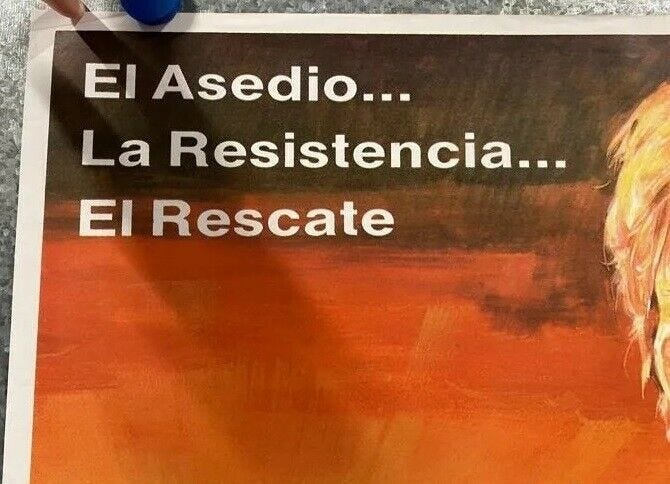 El Asedio...
La Resistencia...
El Rescate